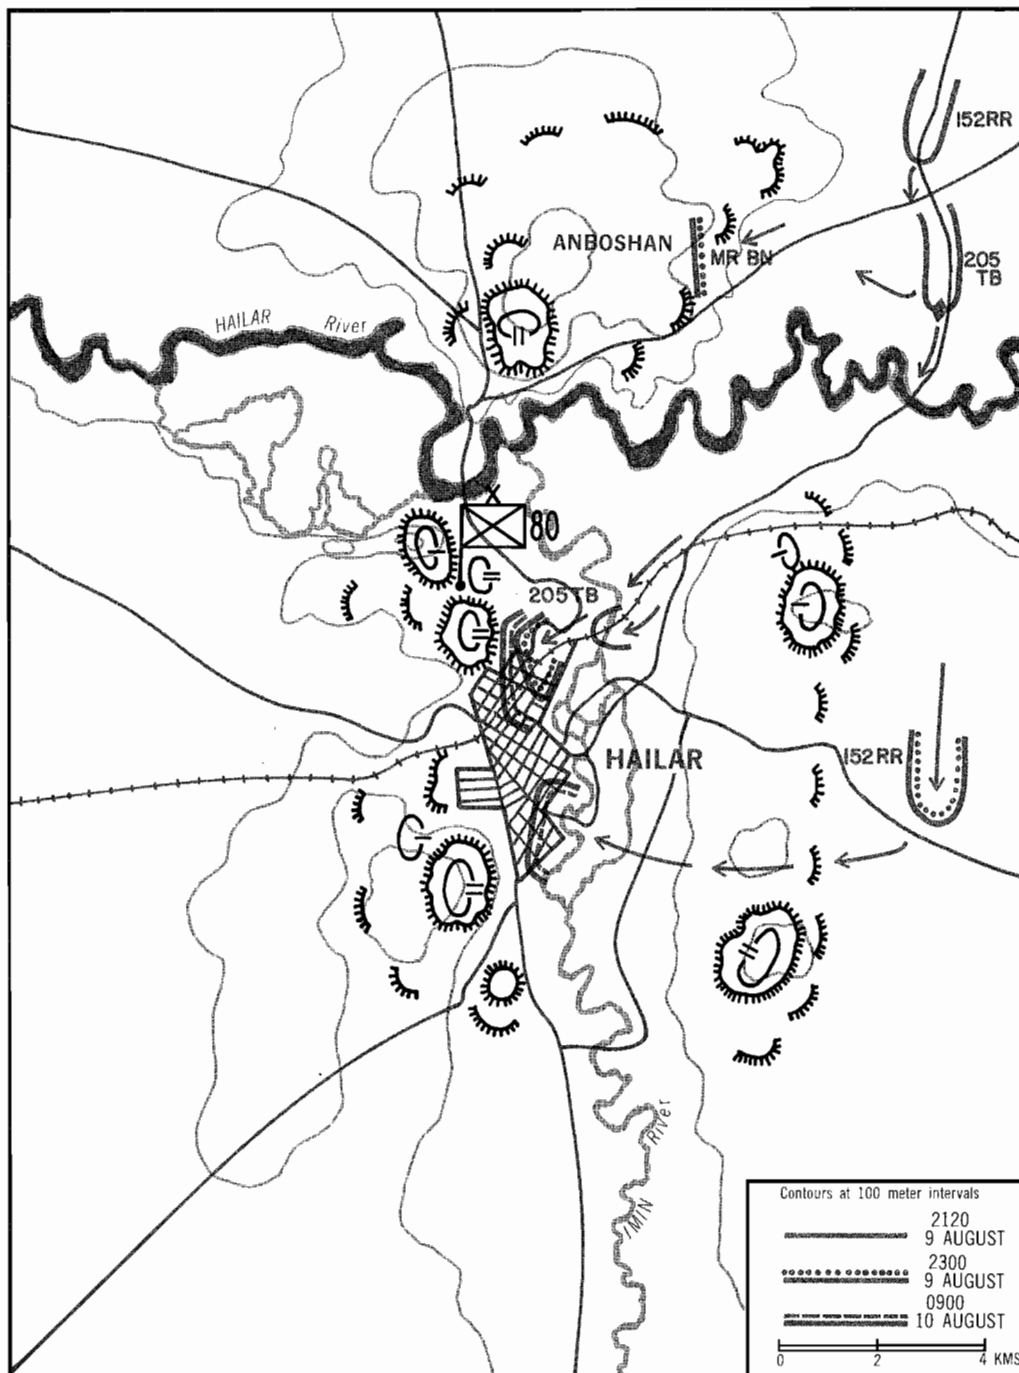 152RR
ANBOSHAN
MR BN
205
TB
HAILAR River
80
205TB
HAILAR
152RR
IMIN River
Contours at 100 meter intervals
2120
9 AUGUST
2300
9 AUGUST
0900
10 AUGUST
0 2 4 KMS